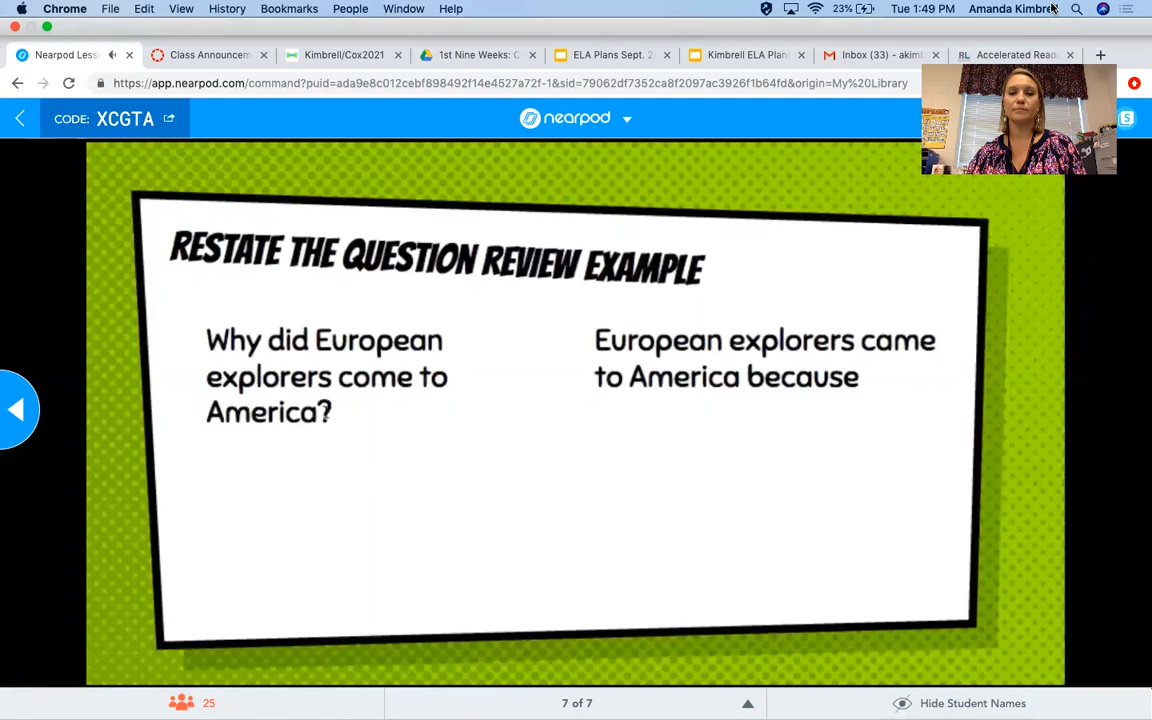 Chrome File Edit View History Bookmarks People Window Help 23% Tue 1:49 PM Amanda Kimbre
Nearpod Less Class Announcem Kimbrell/Cox2021 1st Nine Weeks: C ELA Plans Sept. 2 Kimbrell ELA Plan Inbox (33) - akim RL Accelerated Read
https://app.nearpod.com/command?puid=ada9e8c012cebf898492f14e4527a72f-1&sid=79062df7352ca8f2097ac3926f1b64fd&origin=My%20Library
CODE: XCGTA nearpod S
RESTATE THE QUESTION REVIEW EXAMPLE
Why did European
explorers come to
America?
European explorers came
to America because
25 7 of 7 Hide Student Names